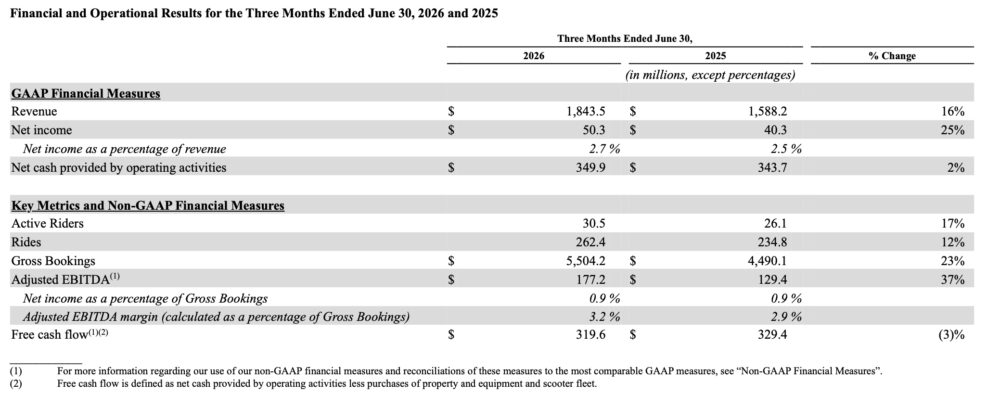 Financial and Operational Results for the Three Months Ended June 30, 2026 and 2025
Three Months Ended June 30,
2026 2025 % Change
(in millions, except percentages)
GAAP Financial Measures
Revenue $ 1,843.5 $ 1,588.2 16%
Net income $ 50.3 $ 40.3 25%
Net income as a percentage of revenue 2.7 % 2.5 %
Net cash provided by operating activities $ 349.9 $ 343.7 2%
Key Metrics and Non-GAAP Financial Measures
Active Riders 30.5 26.1 17%
Rides 262.4 234.8 12%
Gross Bookings $ 5,504.2 $ 4,490.1 23%
Adjusted EBITDA(1) $ 177.2 $ 129.4 37%
Net income as a percentage of Gross Bookings 0.9 % 0.9 %
Adjusted EBITDA margin (calculated as a percentage of Gross Bookings) 3.2 % 2.9 %
Free cash flow(1)(2) $ 319.6 $ 329.4 (3)%
(1) For more information regarding our use of our non-GAAP financial measures and reconciliations of these measures to the most comparable GAAP measures, see “Non-GAAP Financial Measures”.
(2) Free cash flow is defined as net cash provided by operating activities less purchases of property and equipment and scooter fleet.